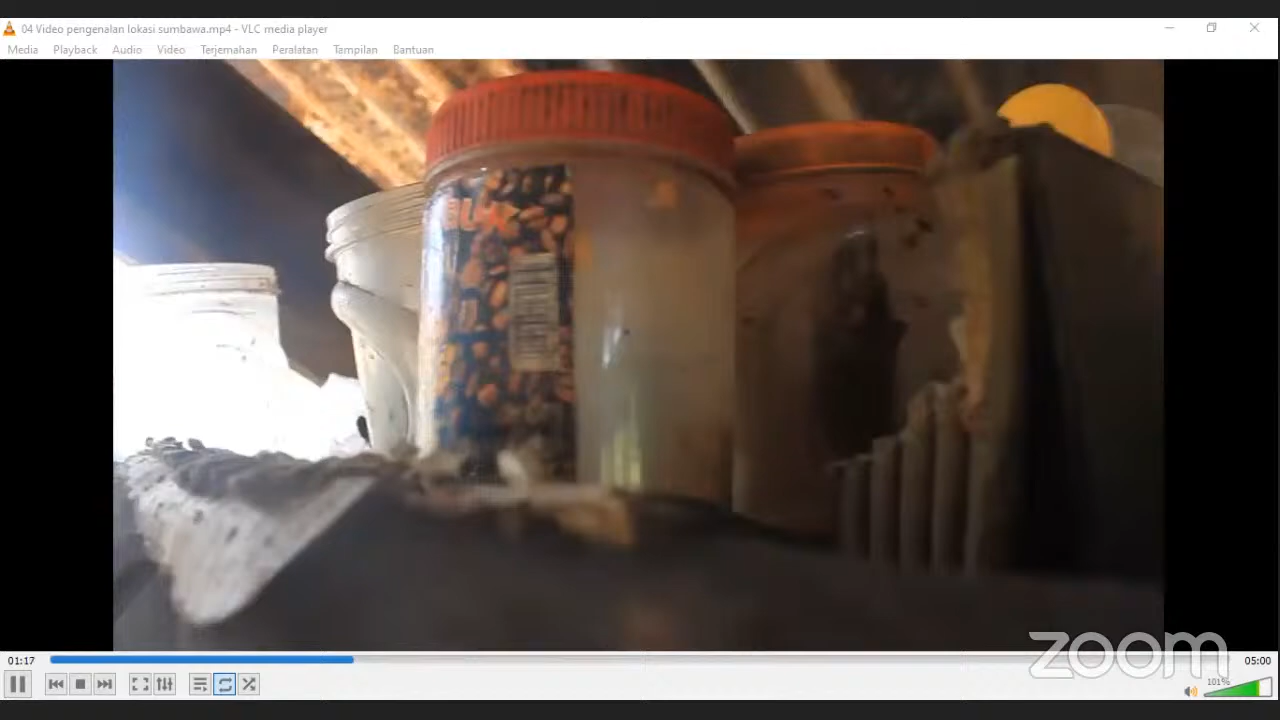 04 Video pengenalan lokasi sumbawa.mp4 - VLC media player
Media Playback Audio Video Terjemahan Peralatan Tampilan Bantuan
01:17
05:00
101%
zoom